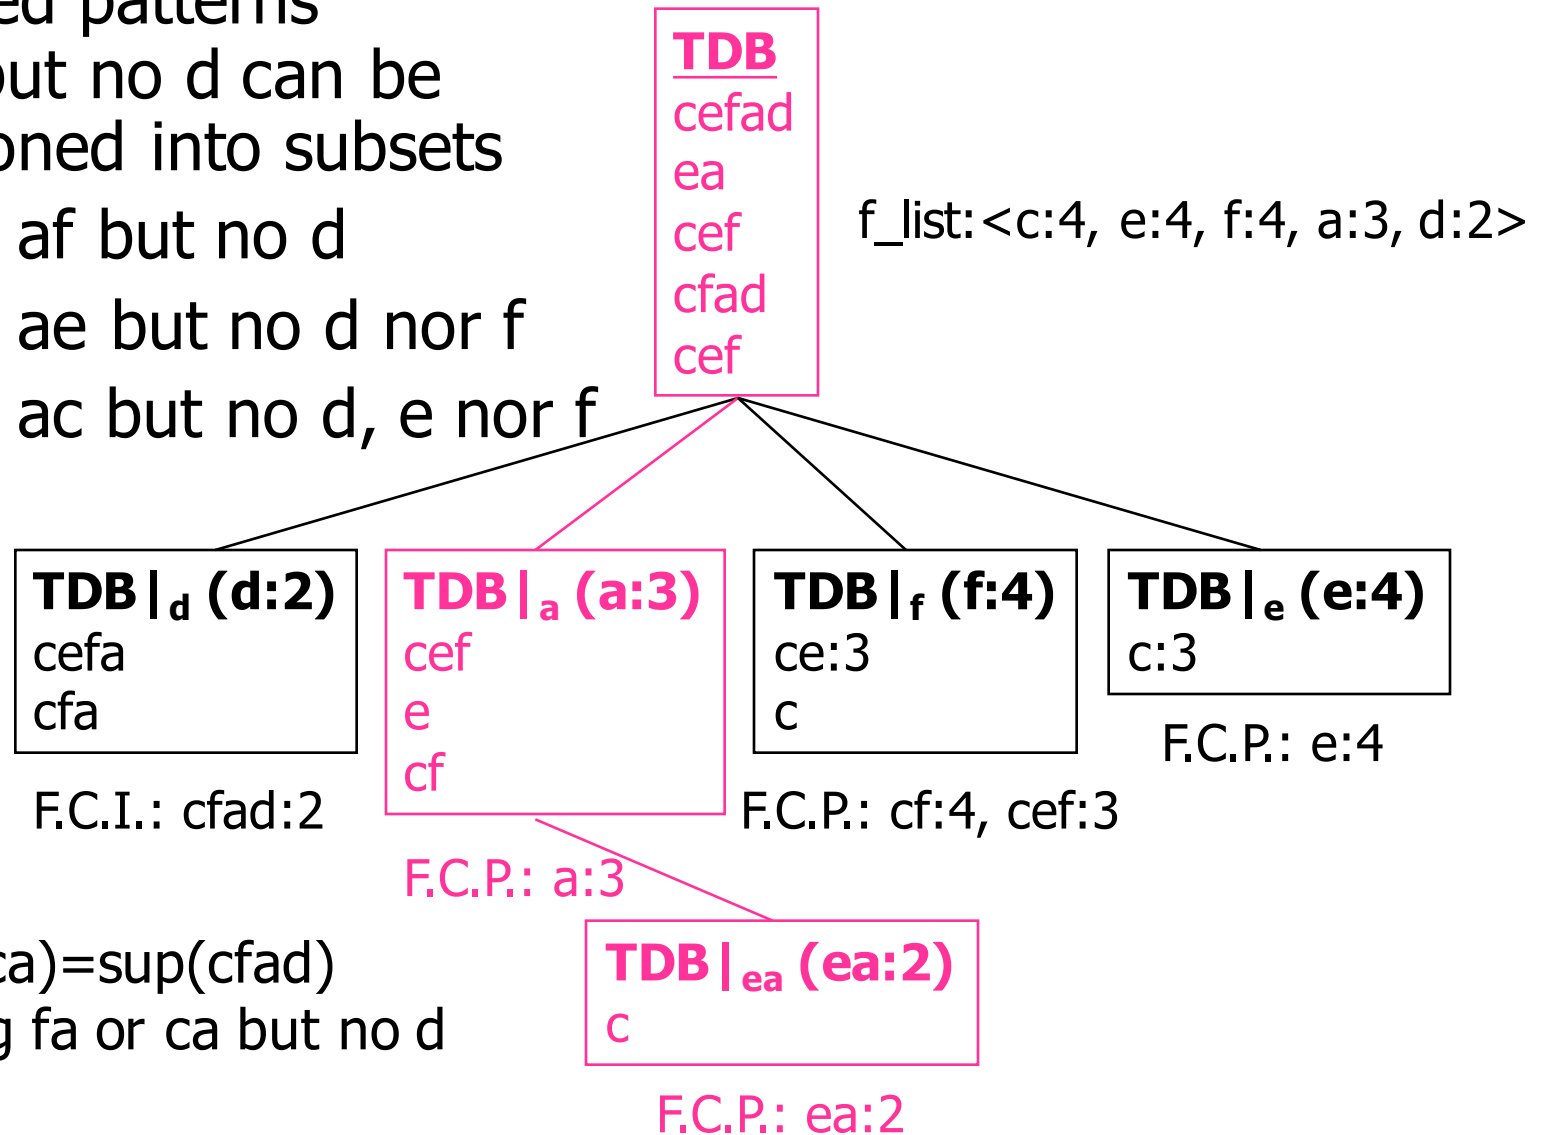 patterns
but no d can be
into subsets
af but no d
ae but no d nor f
ac but no d, e nor f
TDB
cefad
ea
cef
cfad
cef
f_list:<c:4, e:4, f:4, a:3, d:2>
TDB|d (d:2)
cefa
cfa
F.C.I.: cfad:2
TDB|a (a:3)
cef
e
cf
F.C.P.: a:3
TDB|f (f:4)
ce:3
c
F.C.P.: cf:4, cef:3
TDB|e (e:4)
c:3
F.C.P.: e:4
ca)=sup(cfad)
fa or ca but no d
TDB|ea (ea:2)
c
F.C.P.: ea:2